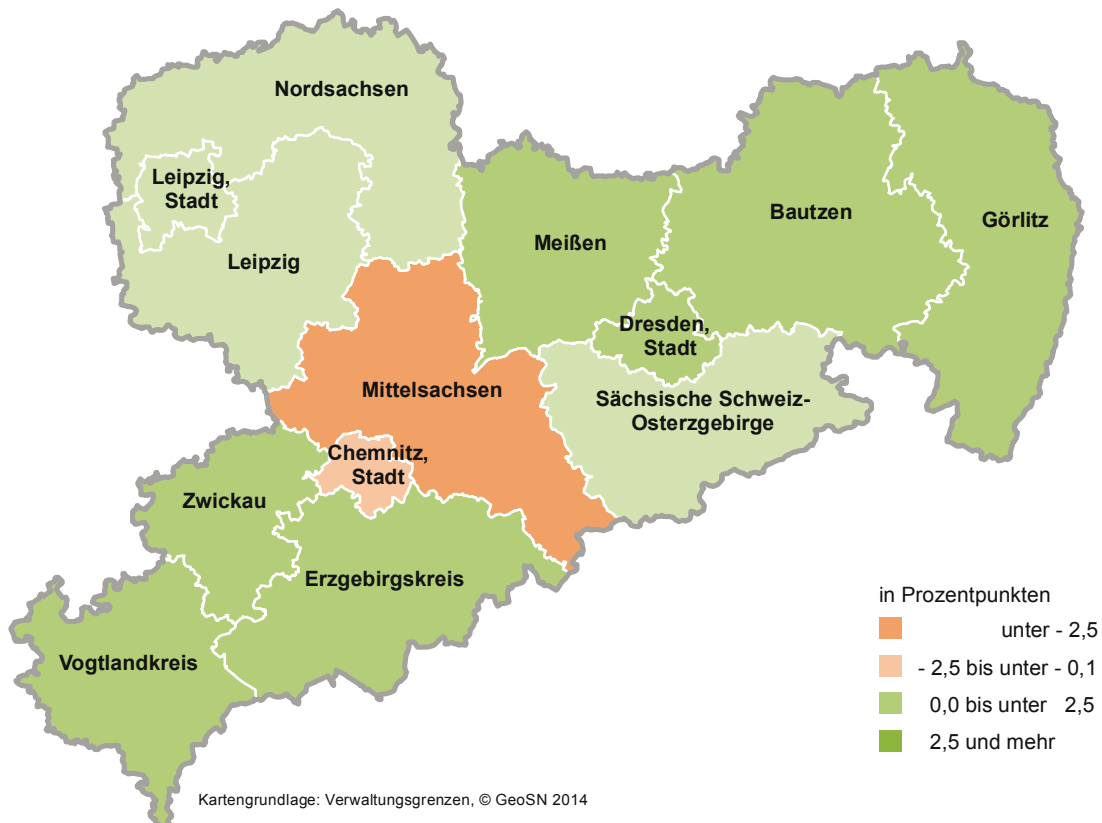 Nordsachsen
Leipzig,
Stadt
Leipzig
Meißen
Bautzen
Görlitz
Dresden,
Stadt
Mittelsachsen
Sächsische Schweiz-
Osterzgebirge
Chemnitz,
Stadt
Zwickau
Erzgebirgskreis
Vogtlandkreis
in Prozentpunkten
unter - 2,5
- 2,5 bis unter - 0,1
0,0 bis unter 2,5
2,5 und mehr
Kartengrundlage: Verwaltungsgrenzen, © GeoSN 2014